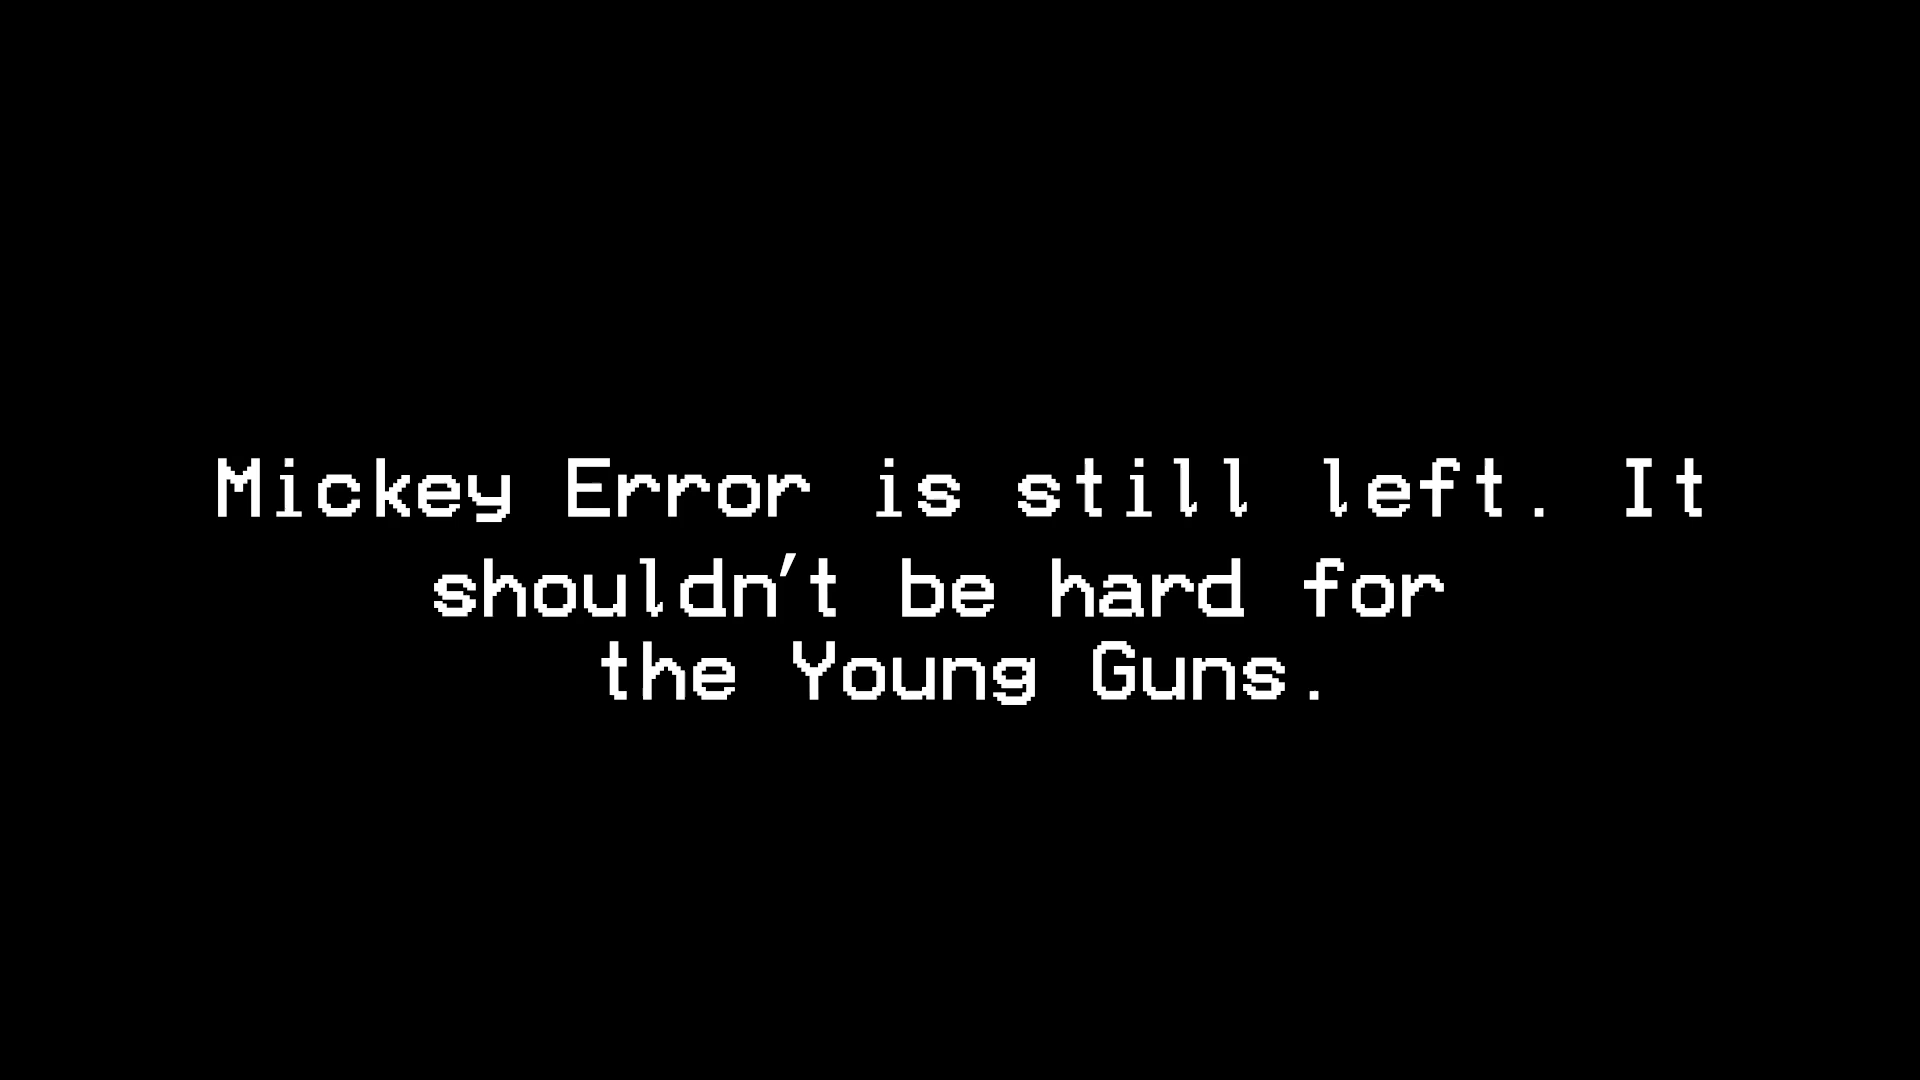 Mickey Error is still left. It
shouldn't be hard for
the Young Guns.